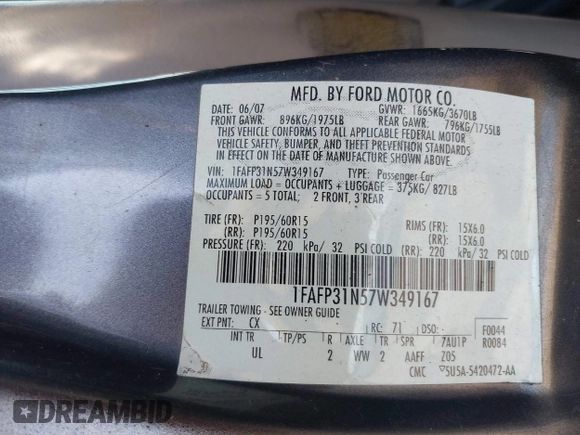 MFD. BY FORD MOTOR CO.
DATE: 06/07 GVWR: 1665KG/3670LB
FRONT GAWR: 896KG/1975LB REAR GAWR: 796KG/1755LB
THIS VEHICLE CONFORMS TO ALL APPLICABLE FEDERAL MOTOR
VEHICLE SAFETY, BUMPER, AND THEFT PREVENTION STANDARDS
IN EFFECT ON THE DATE OF MANUFACTURE SHOWN ABOVE.
VIN: 1FAFP31N57W349167 TYPE: Passenger Car
MAXIMUM LOAD = OCCUPANTS + LUGGAGE = 375KG/ 827LB
OCCUPANTS = 5 TOTAL; 2 FRONT, 3 REAR
TIRE (FR): P195/60R15 RIMS (FR): 15X6.0
(RR): P195/60R15 (RR): 15X6.0
PRESSURE (FR): 220 kPa/ 32 PSI COLD (RR): 220 kPa/ 32 PSI COLD
1FAFP31N57W349167
TRAILER TOWING - SEE OWNER GUIDE
EXT PNT: CX RC: 71 DSO: F0044
INT TR TP/PS R AXLE TR SPR 7AU1P R0084
UL 2 WW 2 AAFF Z05
CMC 5U5A-5420472-AA
DREAMBID